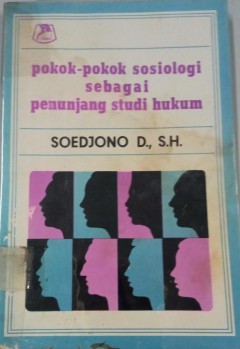 pokok-pokok sosiologi
sebagai
penunjang studi hukum
SOEDJONO D., S.H.